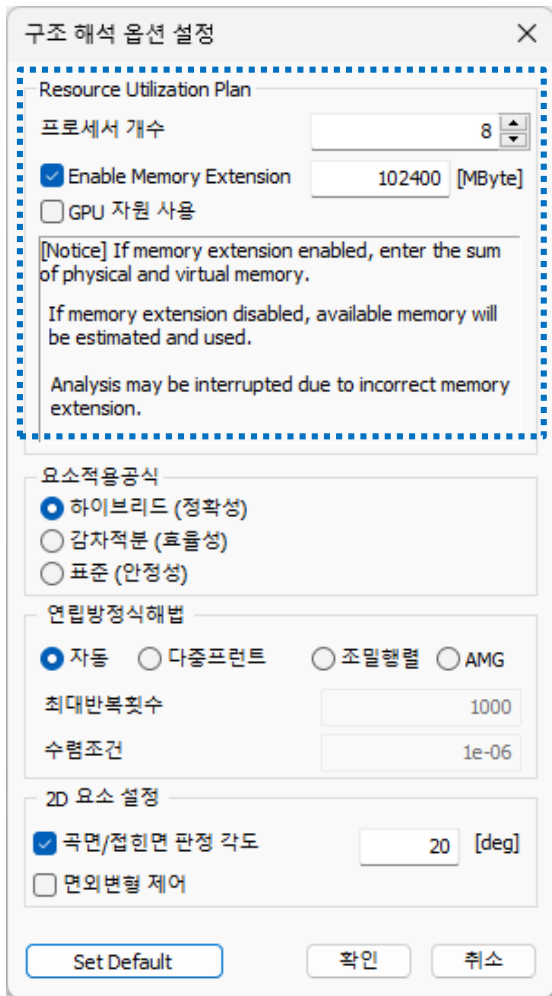 구조 해석 옵션 설정
Resource Utilization Plan
프로세서 개수 8
Enable Memory Extension 102400 [MByte]
GPU 자원 사용
[Notice] If memory extension enabled, enter the sum
of physical and virtual memory.
If memory extension disabled, available memory will
be estimated and used.
Analysis may be interrupted due to incorrect memory
extension.
요소적용공식
하이브리드 (정확성)
감차적분 (효율성)
표준 (안정성)
연립방정식해법
자동 다중프런트 조밀행렬 AMG
최대반복횟수 1000
수렴조건 1e-06
2D 요소 설정
곡면/접힌면 판정 각도 20 [deg]
면외변형 제어
Set Default 확인 취소